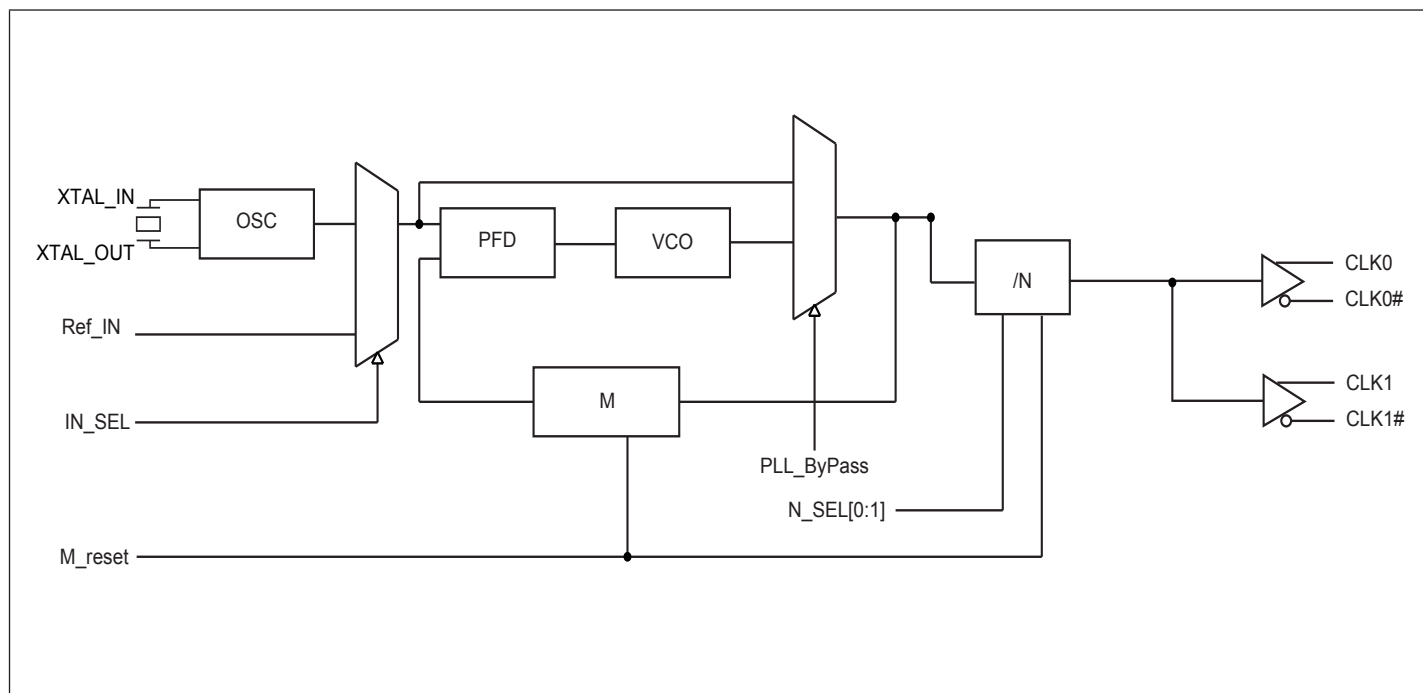 XTAL_IN
OSC
XTAL_OUT
PFD
VCO
/N
CLK0
CLK0#
Ref_IN
M
CLK1
IN_SEL
CLK1#
PLL_ByPass
N_SEL[0:1]
M_reset